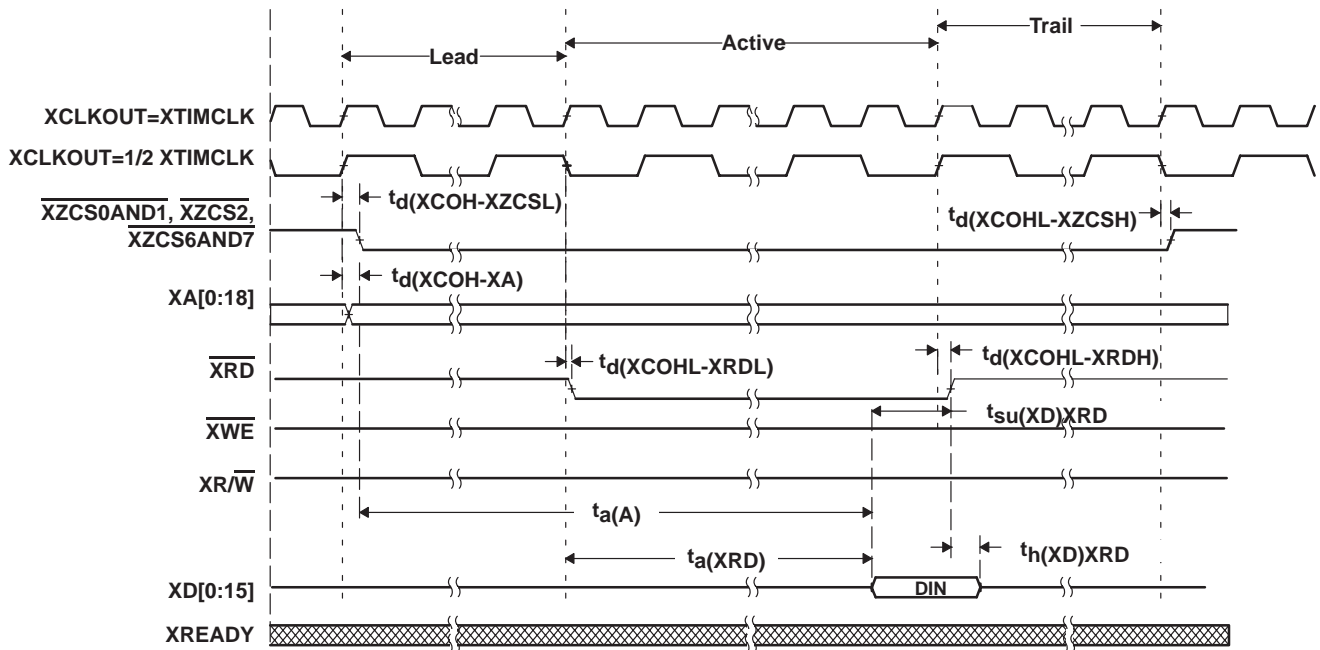 Trail
Active
Lead
XCLKOUT=XTIMCLK
XCLKOUT=1/2 XTIMCLK
td(XCOH-XZCSL)
XZCS0AND1, XZCS2,
XZCS6AND7
td(XCOHL-XZCSH)
td(XCOH-XA)
XA[0:18]
XRD
td(XCOHL-XRDL)
td(XCOHL-XRDH)
tsu(XD)XRD
XWE
XR/W
ta(A)
ta(XRD)
th(XD)XRD
XD[0:15]
DIN
XREADY